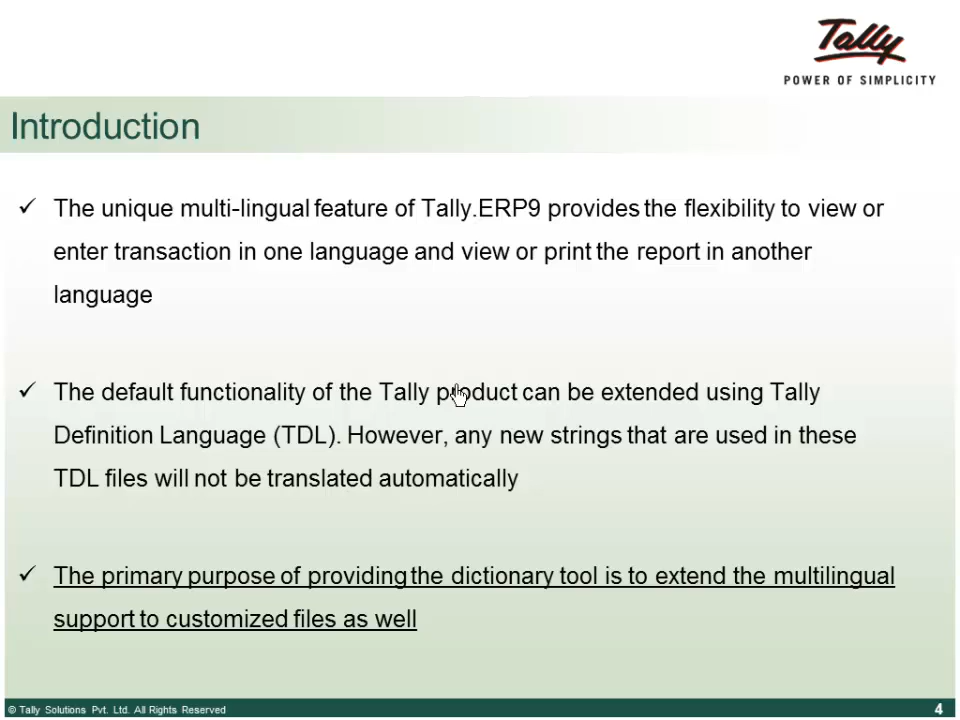 Tally
POWER OF SIMPLICITY
Introduction
✓ The unique multi-lingual feature of Tally.ERP9 provides the flexibility to view or
enter transaction in one language and view or print the report in another
language
✓ The default functionality of the Tally product can be extended using Tally
Definition Language (TDL). However, any new strings that are used in these
TDL files will not be translated automatically
✓ The primary purpose of providing the dictionary tool is to extend the multilingual
support to customized files as well
© Tally Solutions Pvt. Ltd. All Rights Reserved
4